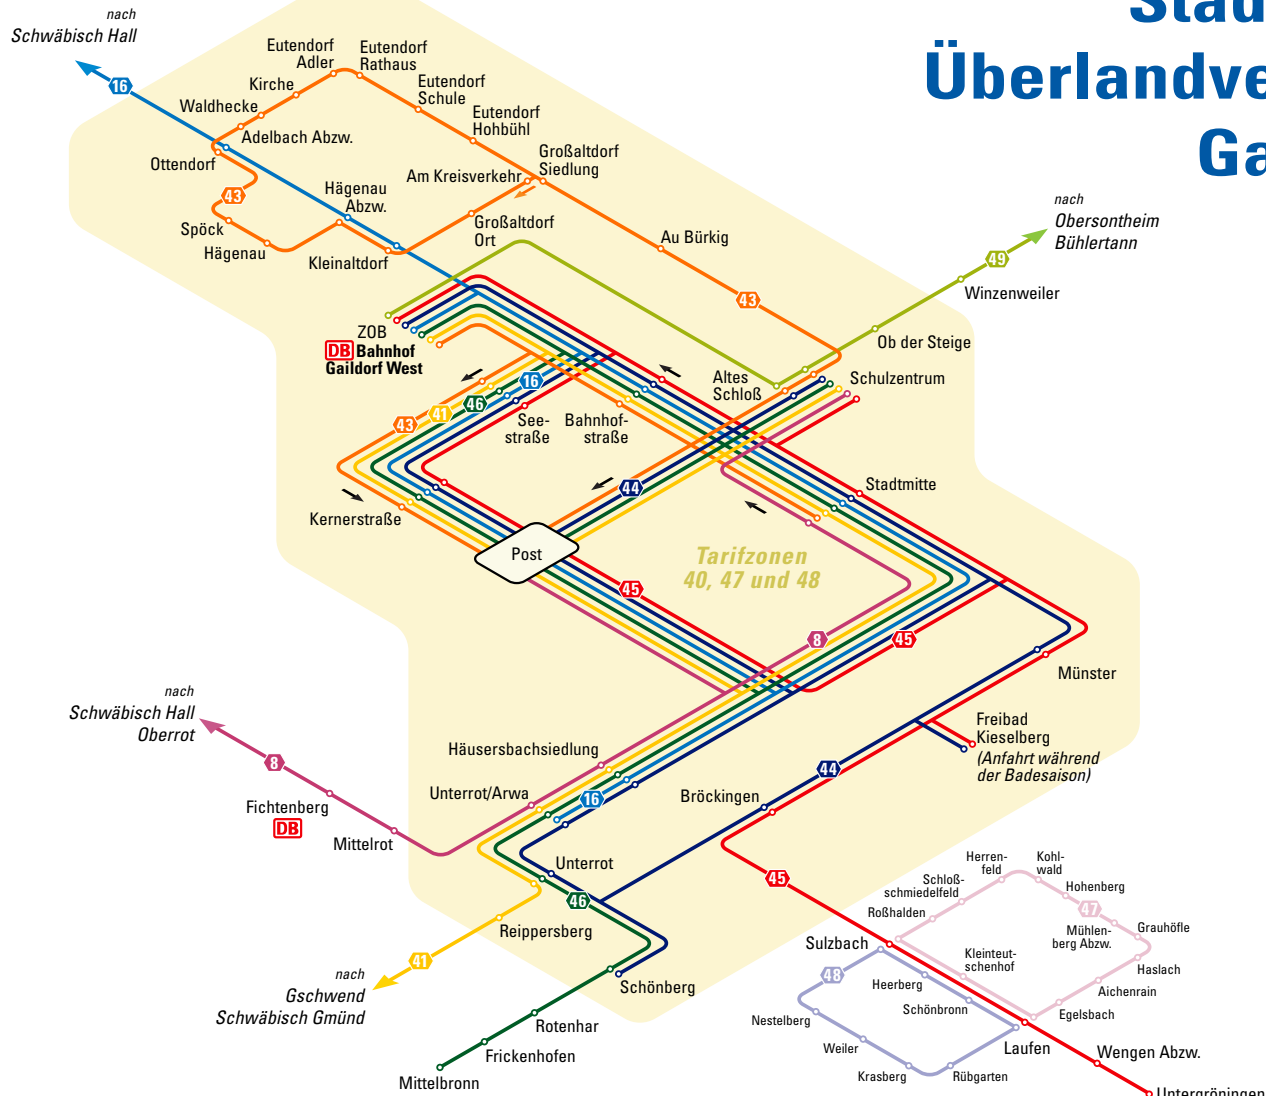 Stad
Überlandve
Ga
nach
Schwäbisch Hall
16
Eutendorf
Adler
Eutendorf
Rathaus
Kirche
Eutendorf
Schule
Waldhecke
Eutendorf
Hohbühl
Adelbach Abzw.
Ottendorf
Großaltdorf
Siedlung
Am Kreisverkehr
43
Hägenau
Abzw.
Spöck
Hägenau
Kleinaltdorf
Großaltdorf
Ort
Au Bürkig
nach
Obersontheim
Bühlertann
49
Winzenweiler
43
ZOB
DB Bahnhof
Gaildorf West
Ob der Steige
Altes
Schloß
Schulzentrum
16
46
41
43
See-
straße
Bahnhof-
straße
44
Stadtmitte
Kernerstraße
Post
Tarifzonen
40, 47 und 48
45
8
45
Münster
nach
Schwäbisch Hall
Oberrot
8
Freibad
Kieselberg
(Anfahrt während
der Badesaison)
Häusersbachsiedlung
44
Unterrot/Arwa
16
Bröckingen
Fichtenberg
DB
Mittelrot
Unterrot
46
45
Reippersberg
41
nach
Gschwend
Schwäbisch Gmünd
Schönberg
Rotenhar
Frickenhofen
Mittelbronn
Herren-
feld
Kohl-
wald
Schloß-
schmiedelfeld
Hohenberg
47
Roßhalden
Mühlen-
berg Abzw.
Grauhöfle
Sulzbach
Kleinteut-
schenhof
Haslach
48
Heerberg
Aichenrain
Schönbronn
Egelsbach
Nestelberg
Weiler
Laufen
Wengen Abzw.
Krasberg
Rübgarten
Untergröningen